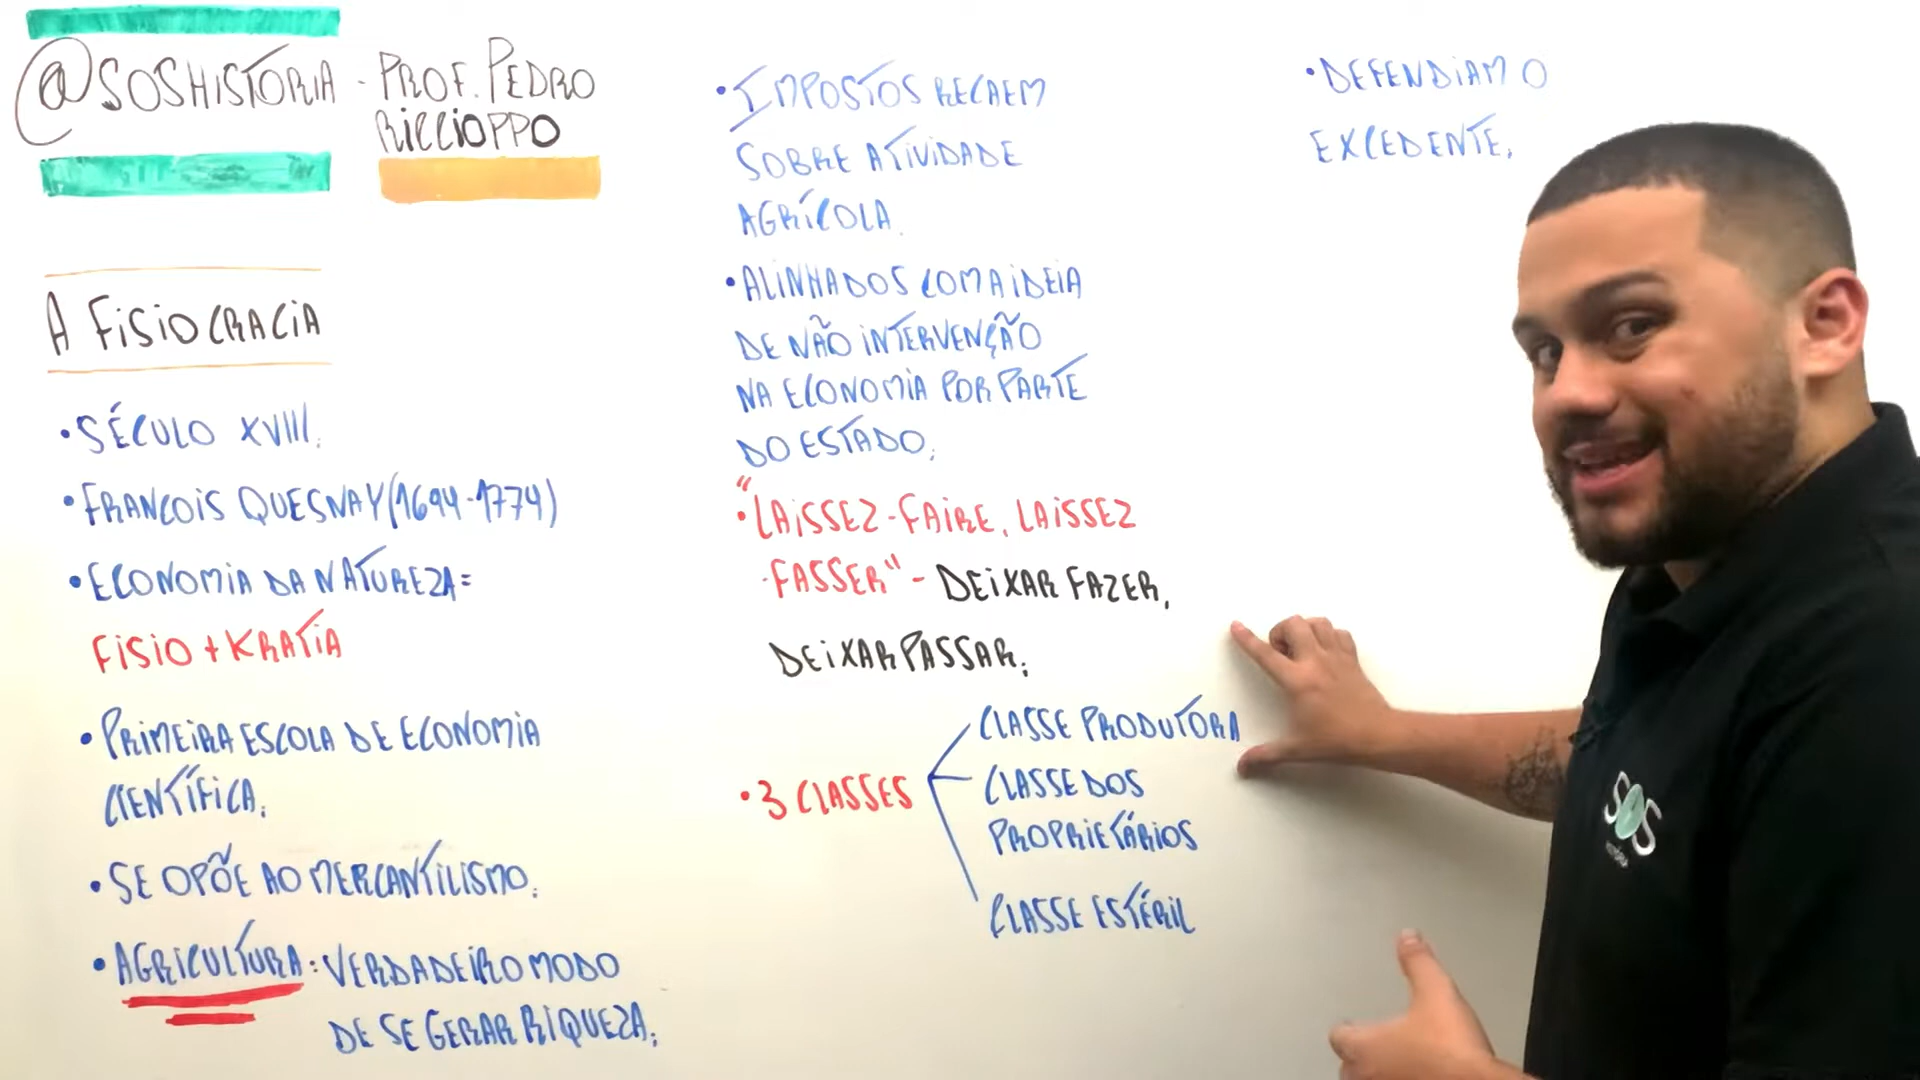 @SOSHISTÓRIA - PROF. PEDRO
RICCIOPPO
A FISIOCRACIA
• SÉCULO XVIII;
• FRANCOIS QUESNAY (1694-1774)
• ECONOMIA DA NATUREZA =
FISIO + KRATIA
• PRIMEIRA ESCOLA DE ECONOMIA
CIENTÍFICA;
• SE OPÕE AO MERCANTILISMO;
• AGRICULTURA: VERDADEIRO MODO
DE SE GERAR RIQUEZA;
• IMPOSTOS RECAEM
SOBRE ATIVIDADE
AGRÍCOLA.
• ALINHADOS COM A IDEIA
DE NÃO INTERVENÇÃO
NA ECONOMIA POR PARTE
DO ESTADO;
• "LAISSEZ-FAIRE, LAISSEZ
-FASSER" - DEIXAR FAZER,
DEIXAR PASSAR;
• 3 CLASSES
CLASSE PRODUTORA
CLASSE DOS
PROPRIETÁRIOS
CLASSE ESTÉRIL
• DEFENDIAM O
EXCEDENTE;
SOS